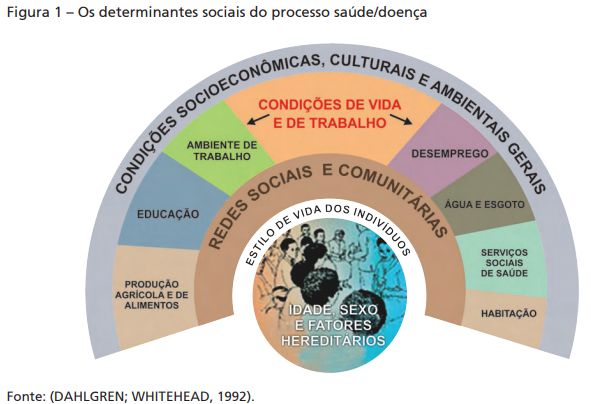 Figura 1 – Os determinantes sociais do processo saúde/doença
CONDIÇÕES SOCIOECONÔMICAS, CULTURAIS E AMBIENTAIS GERAIS
CONDIÇÕES DE VIDA
E DE TRABALHO
AMBIENTE DE
TRABALHO
DESEMPREGO
REDES SOCIAIS E COMUNITÁRIAS
EDUCAÇÃO
ÁGUA E ESGOTO
ESTILO DE VIDA DOS INDIVÍDUOS
SERVIÇOS
SOCIAIS
DE SAÚDE
PRODUÇÃO
AGRÍCOLA E DE
ALIMENTOS
HABITAÇÃO
IDADE, SEXO
E FATORES
HEREDITÁRIOS
Fonte: (DAHLGREN; WHITEHEAD, 1992).